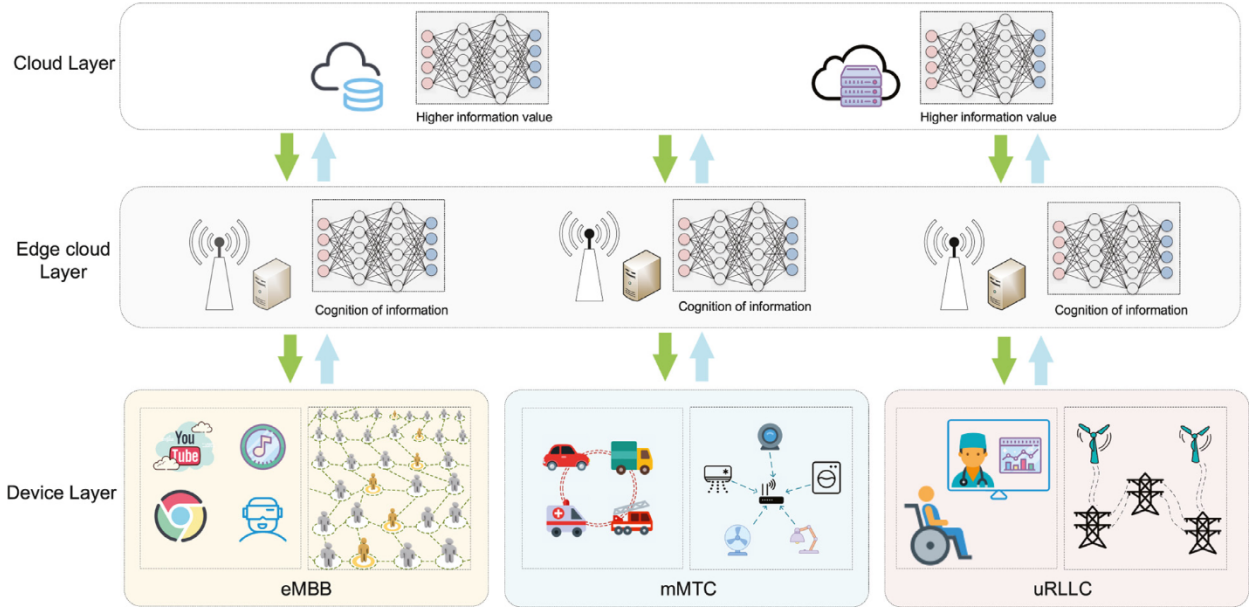 Cloud Layer
Higher information value
Higher information value
Edge cloud
Layer
Cognition of information
Cognition of information
Cognition of information
Device Layer
You
Tube
eMBB
mMTC
uRLLC